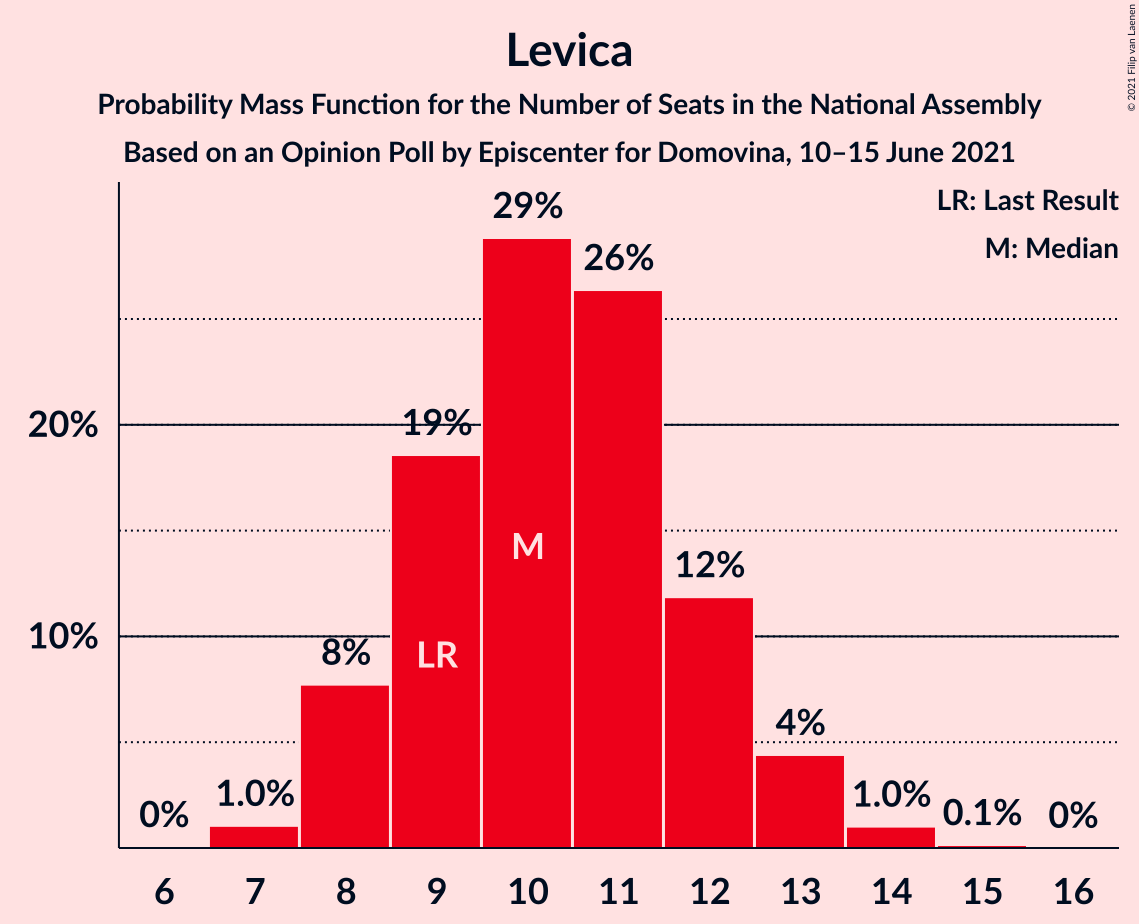 Levica
Probability Mass Function for the Number of Seats in the National Assembly
Based on an Opinion Poll by Episcenter for Domovina, 10–15 June 2021
© 2021 Filip van Laenen
LR: Last Result
M: Median
20%
10%
0%
1.0%
8%
19%
29%
26%
12%
4%
1.0%
0.1%
0%
LR
M
6 7 8 9 10 11 12 13 14 15 16